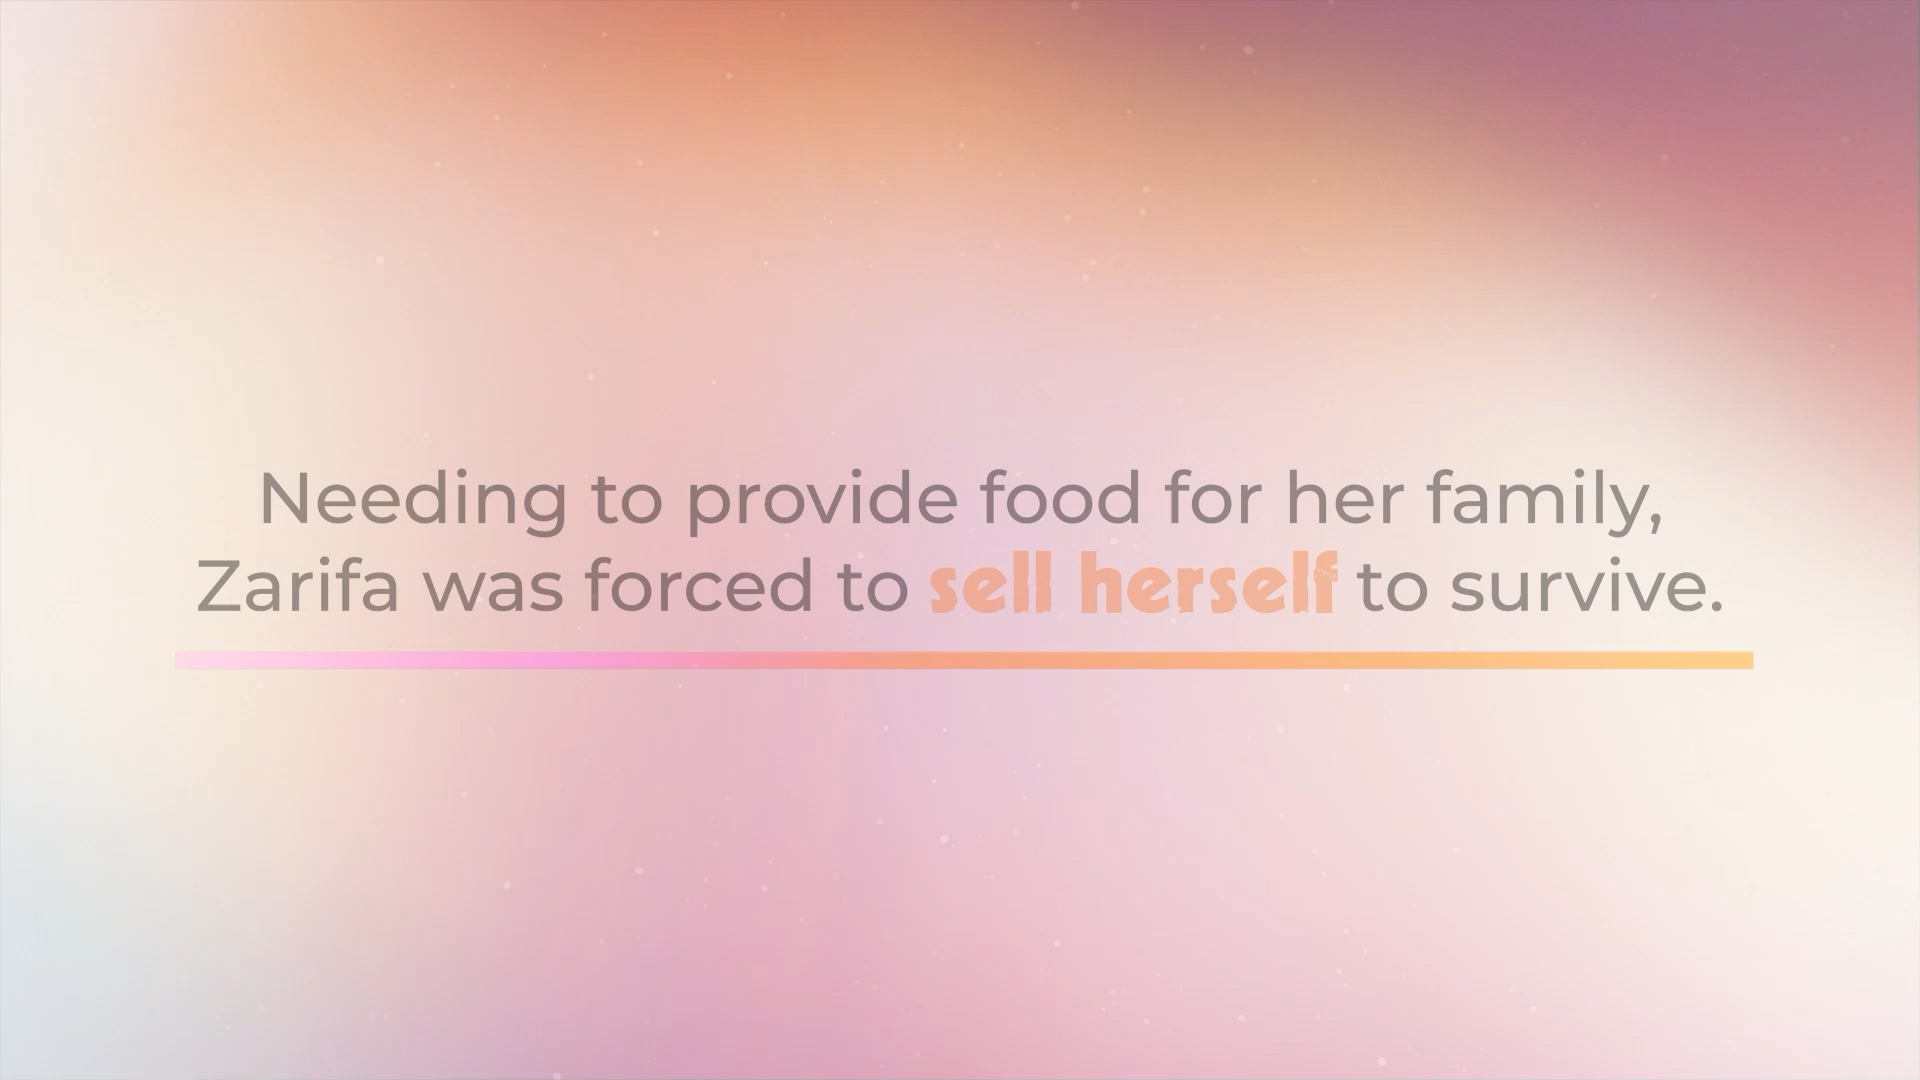 Needing to provide food for her family,
Zarifa was forced to sell herself to survive.